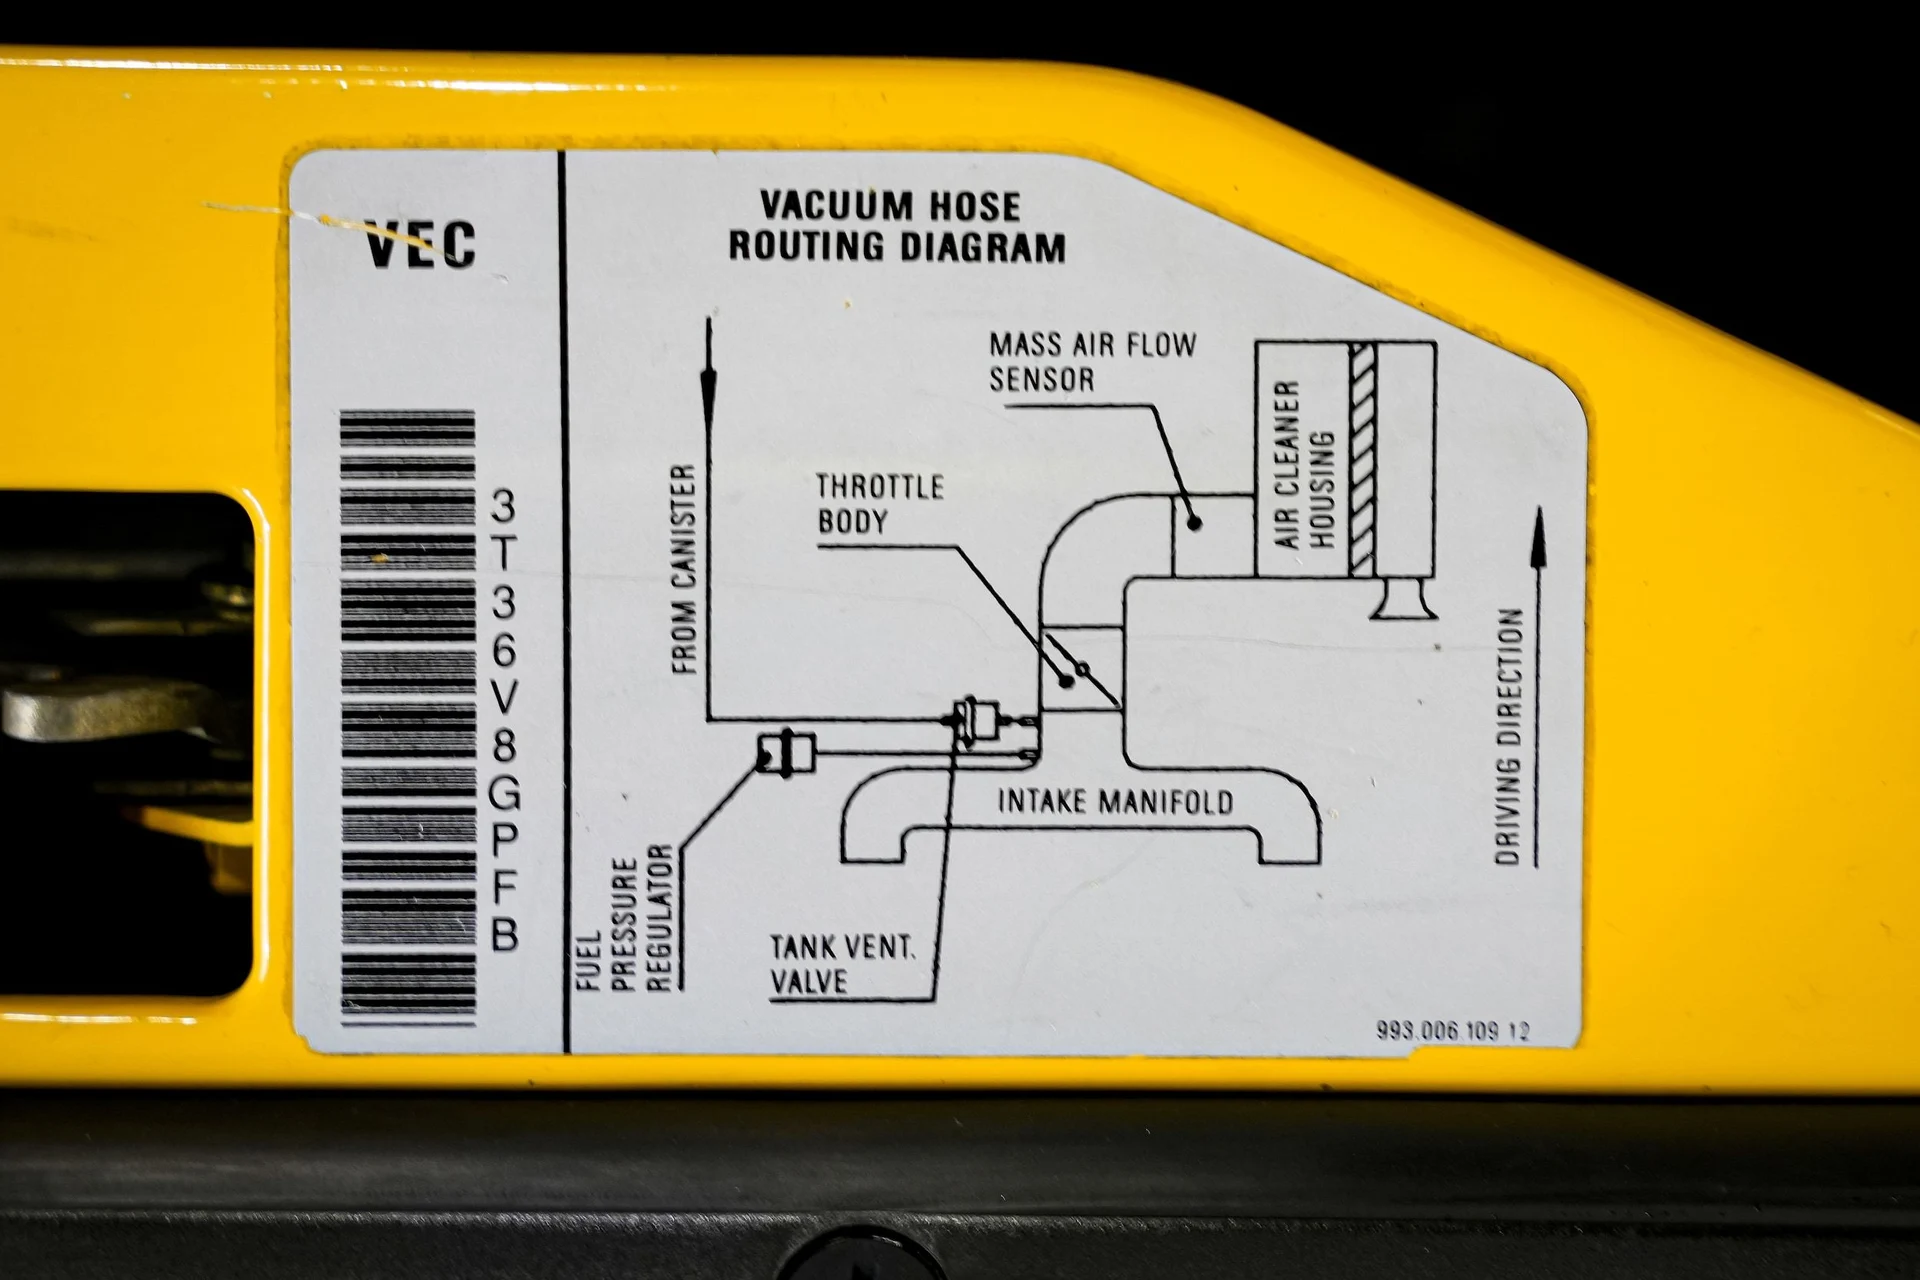 VEC
3T36V8GPFB
VACUUM HOSE
ROUTING DIAGRAM
MASS AIR FLOW
SENSOR
AIR CLEANER
HOUSING
THROTTLE
BODY
FROM CANISTER
DRIVING DIRECTION
INTAKE MANIFOLD
FUEL
PRESSURE
REGULATOR
TANK VENT.
VALVE
993.006.109 12